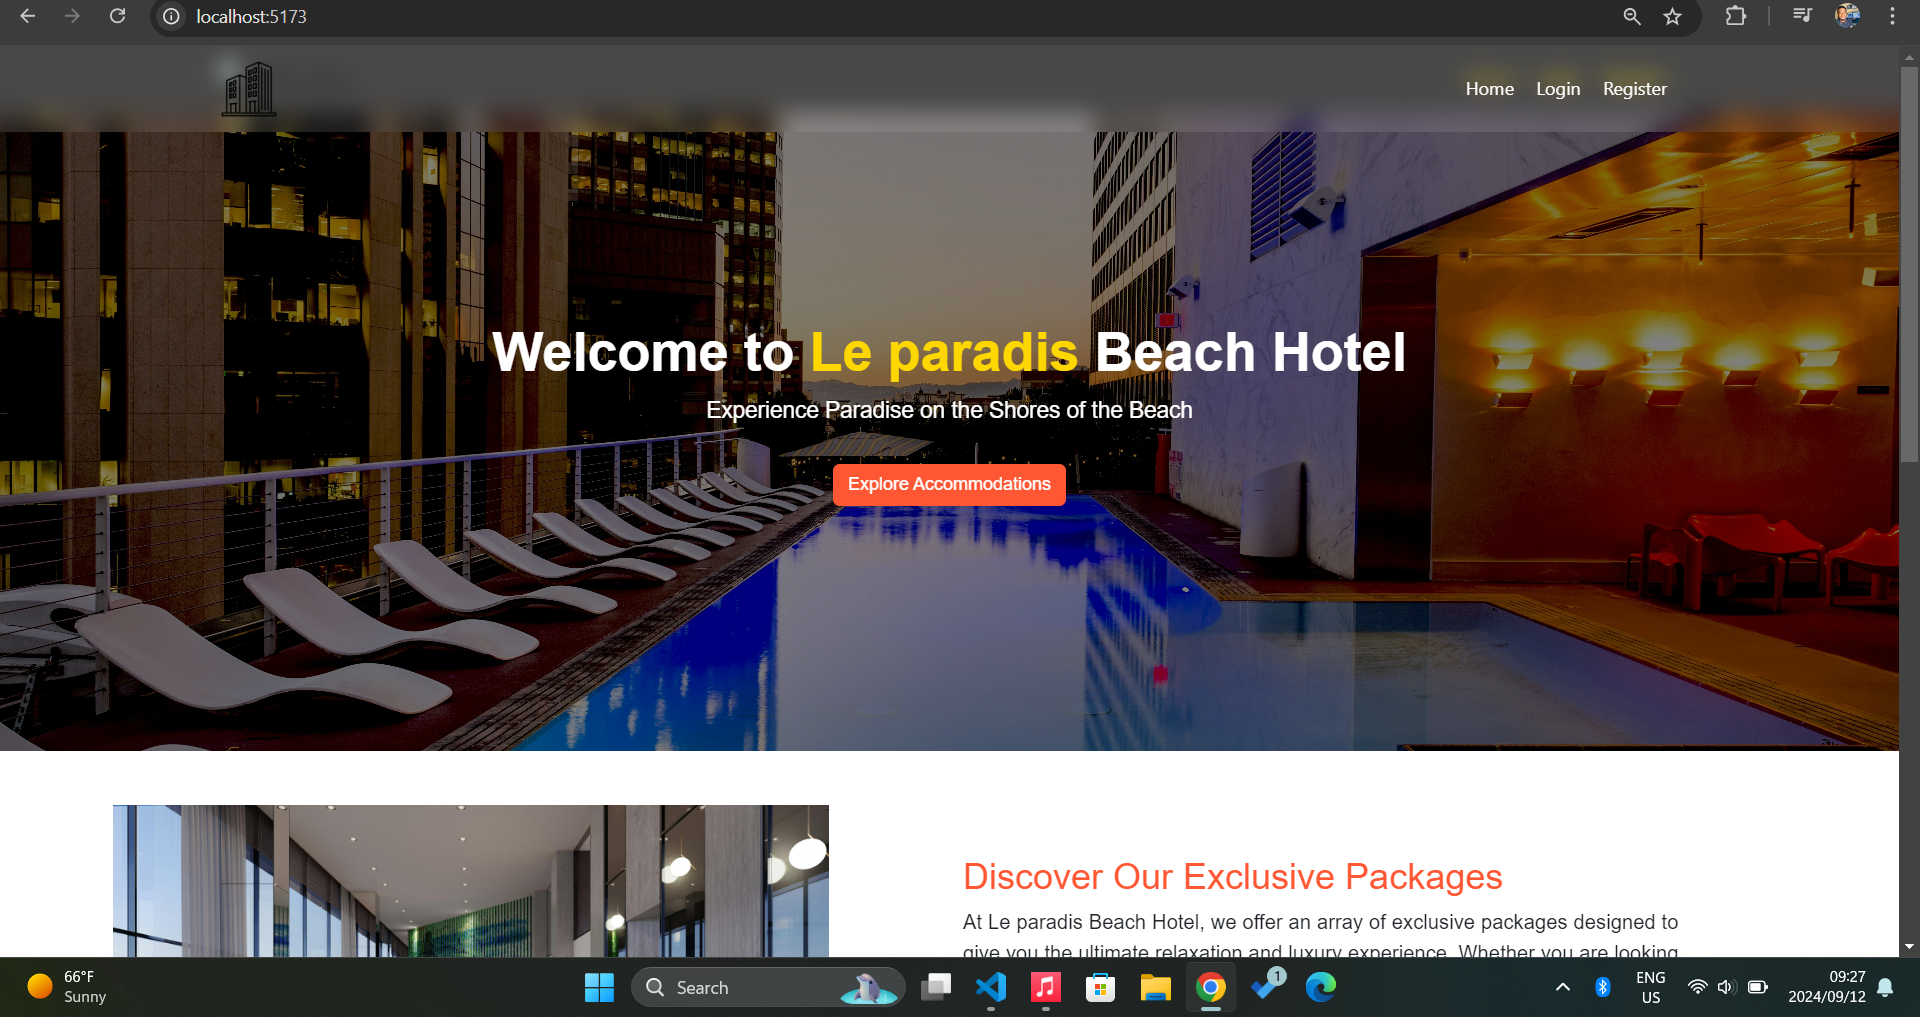 localhost:5173
Home Login Register
Welcome to Le paradis Beach Hotel
Experience Paradise on the Shores of the Beach
Explore Accommodations
Discover Our Exclusive Packages
At Le paradis Beach Hotel, we offer an array of exclusive packages designed to
give you the ultimate relaxation and luxury experience. Whether you are looking
66°F
Sunny
Search
1
ENG
US
09:27
2024/09/12